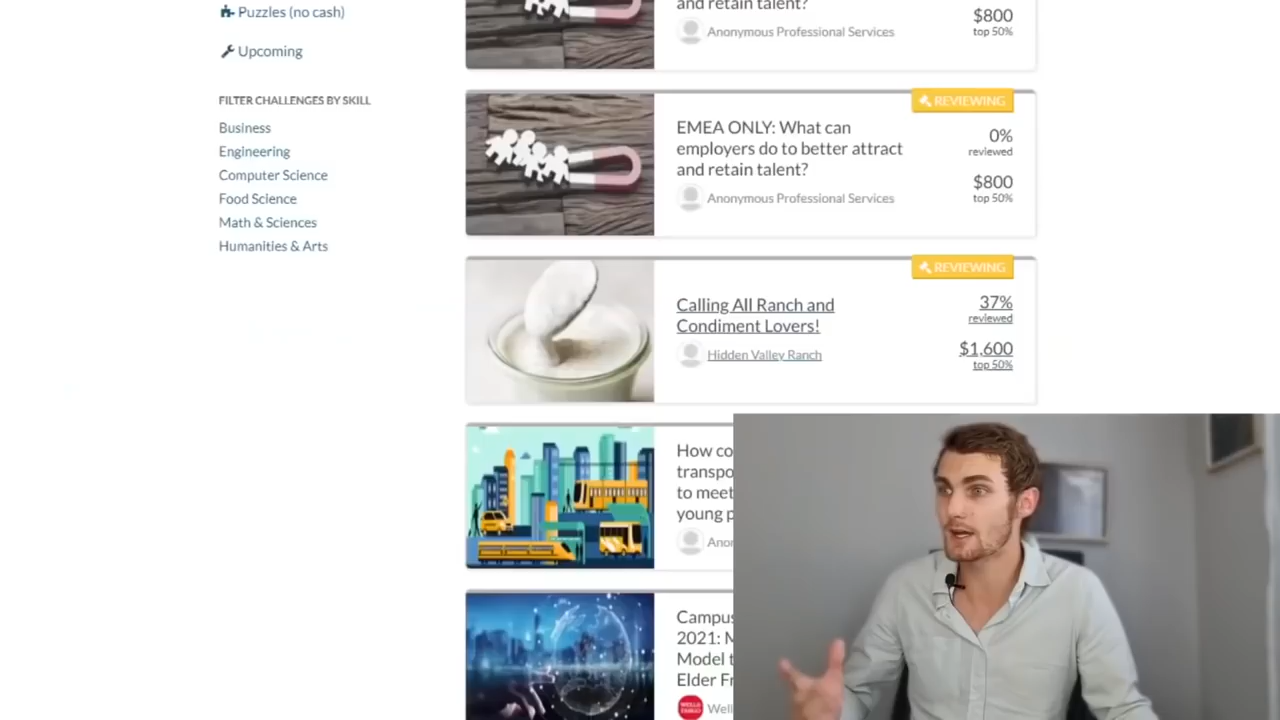 Puzzles (no cash)
Upcoming
FILTER CHALLENGES BY SKILL
Business
Engineering
Computer Science
Food Science
Math & Sciences
Humanities & Arts
and retain talent?
Anonymous Professional Services
$800
top 50%
REVIEWING
EMEA ONLY: What can
employers do to better attract
and retain talent?
Anonymous Professional Services
0%
reviewed
$800
top 50%
REVIEWING
Calling All Ranch and
Condiment Lovers!
Hidden Valley Ranch
37%
reviewed
$1,600
top 50%
How co
transpo
to meet
young p
Anor
Campus
2021: M
Model t
Elder Fr
WELLS
FARGO
Well